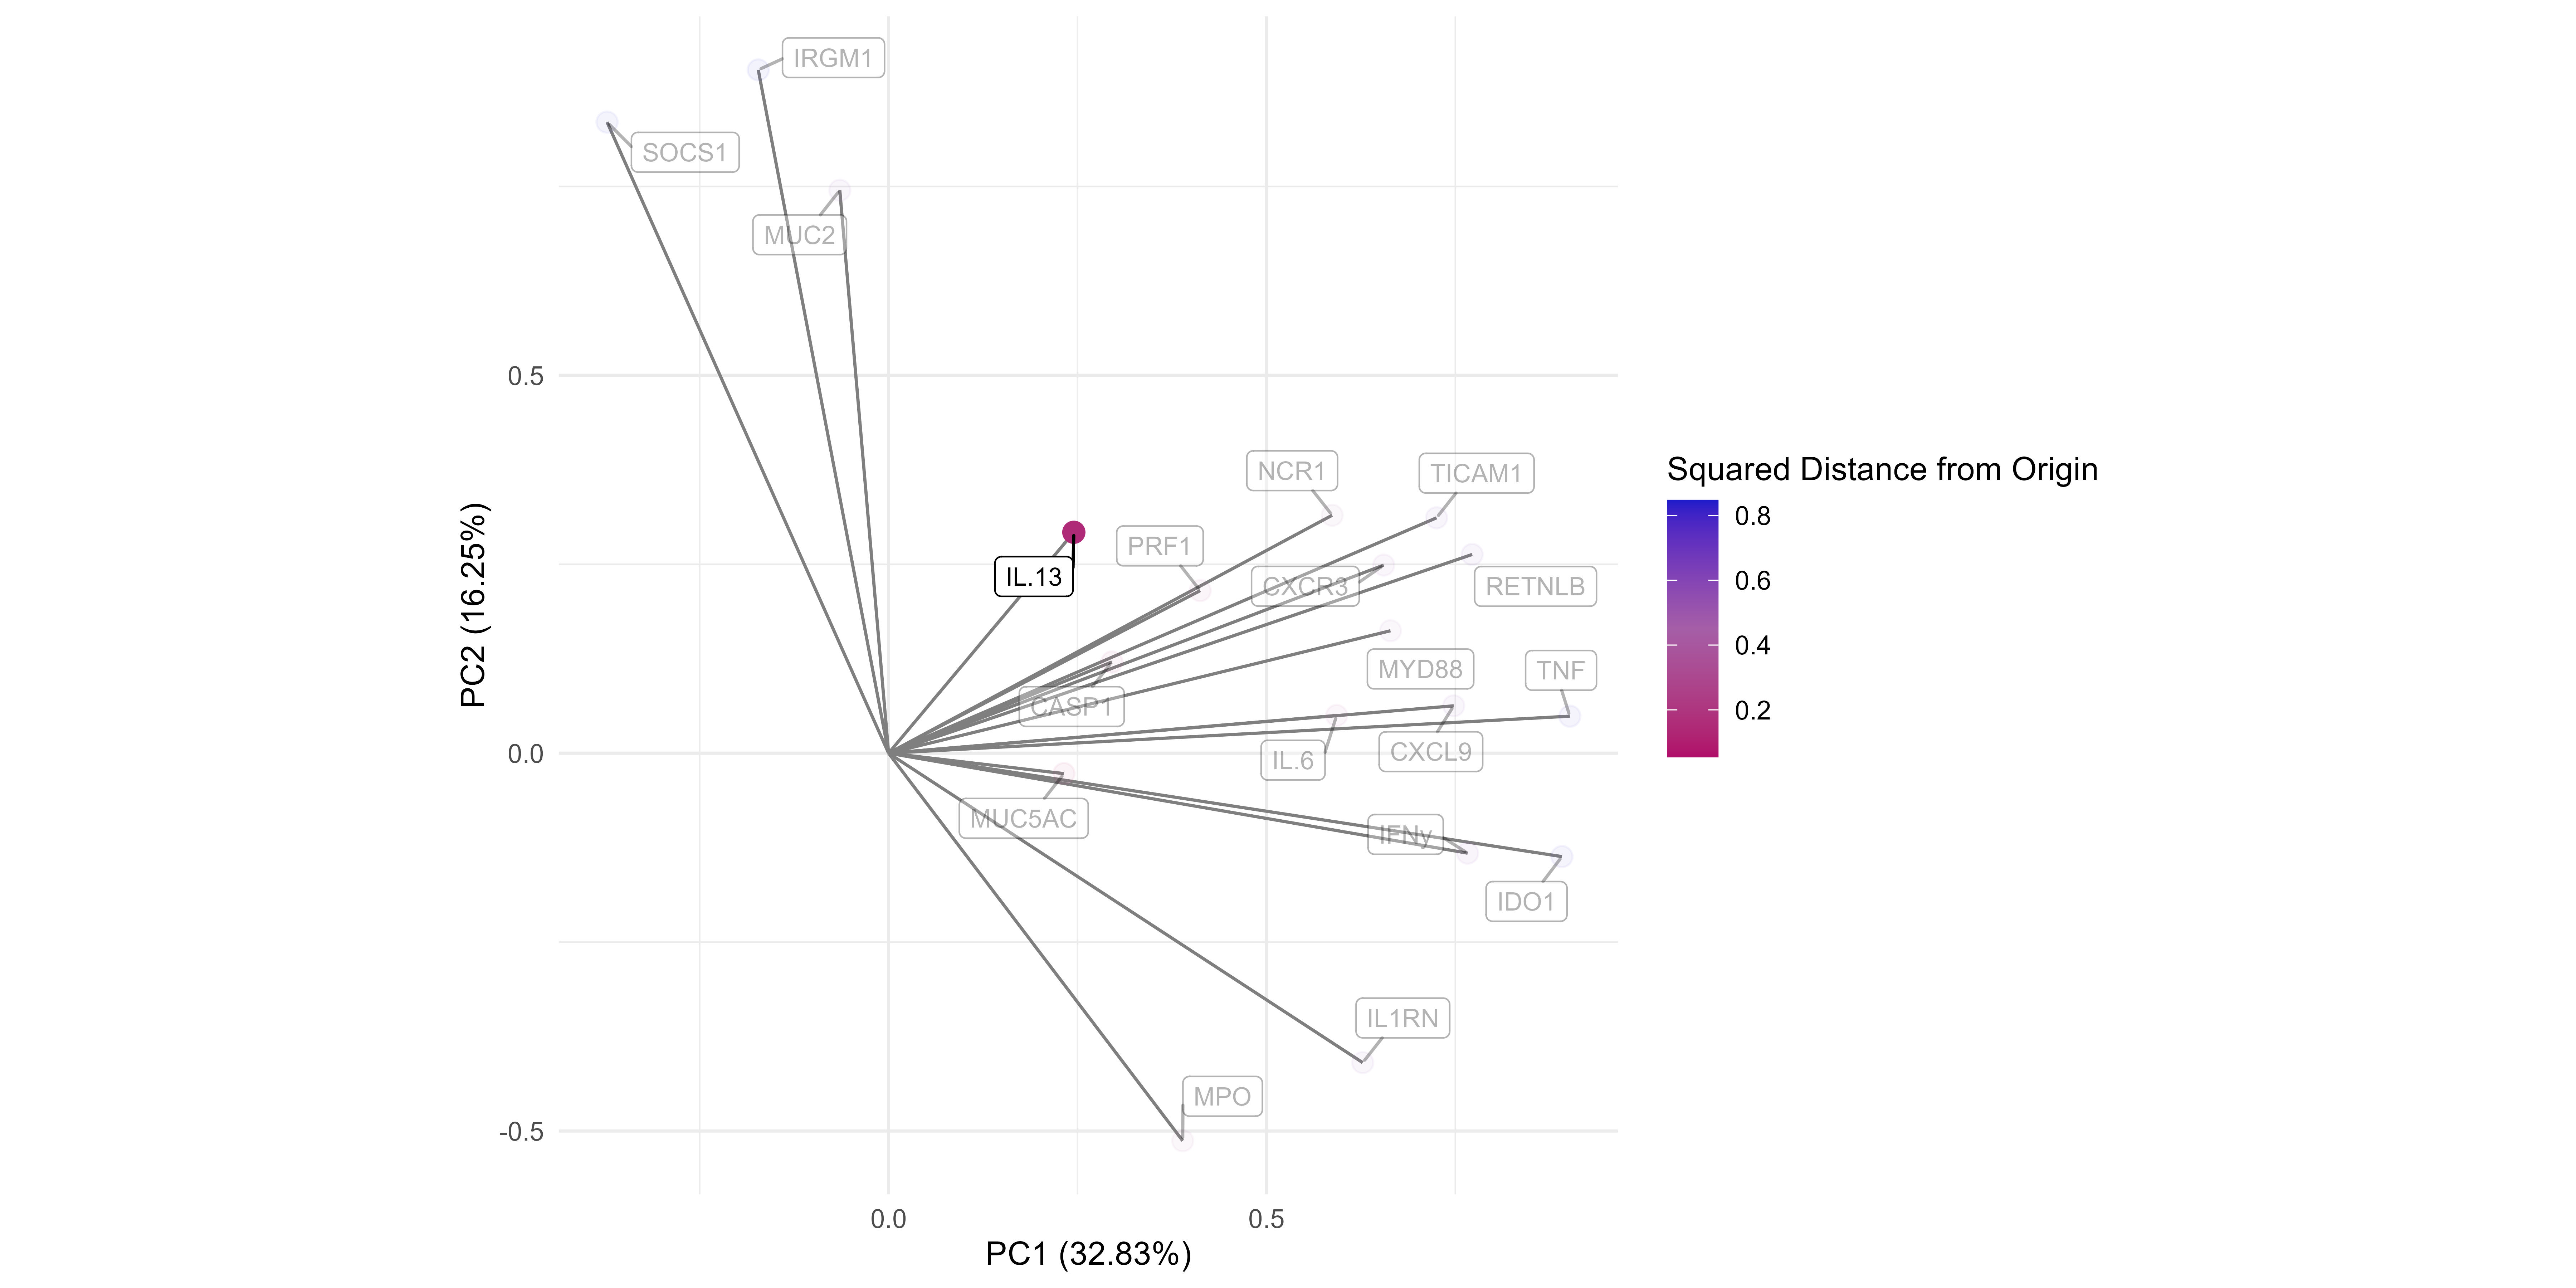 IRGM1
SOCS1
MUC2
0.5
NCR1
TICAM1
Squared Distance from Origin
0.8
PRF1
IL.13
CXCR3
RETNLB
0.6
PC2 (16.25%)
0.4
MYD88
TNF
CASP1
0.2
0.0
IL.6
CXCL9
MUC5AC
IFNy
IDO1
IL1RN
MPO
-0.5
0.0
0.5
PC1 (32.83%)